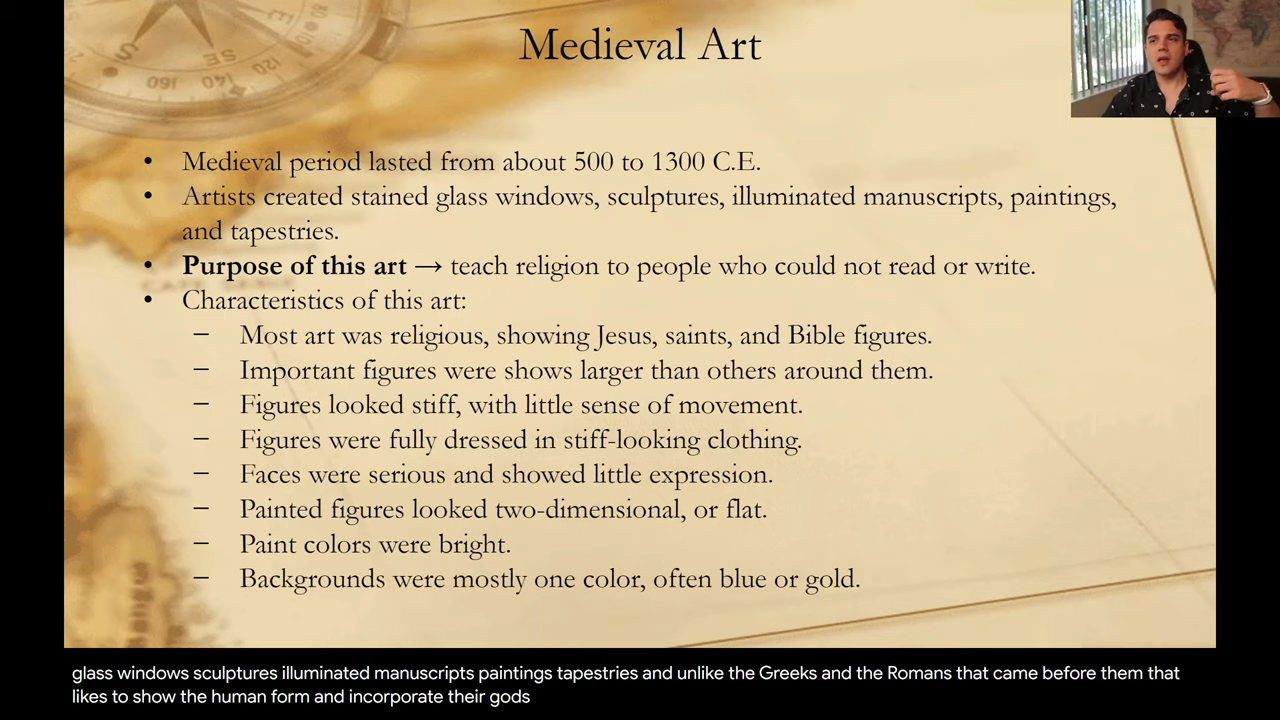 Medieval Art
• Medieval period lasted from about 500 to 1300 C.E.
• Artists created stained glass windows, sculptures, illuminated manuscripts, paintings,
and tapestries.
• Purpose of this art → teach religion to people who could not read or write.
• Characteristics of this art:
– Most art was religious, showing Jesus, saints, and Bible figures.
– Important figures were shows larger than others around them.
– Figures looked stiff, with little sense of movement.
– Figures were fully dressed in stiff-looking clothing.
– Faces were serious and showed little expression.
– Painted figures looked two-dimensional, or flat.
– Paint colors were bright.
– Backgrounds were mostly one color, often blue or gold.
glass windows sculptures illuminated manuscripts paintings tapestries and unlike the Greeks and the Romans that came before them that
likes to show the human form and incorporate their gods